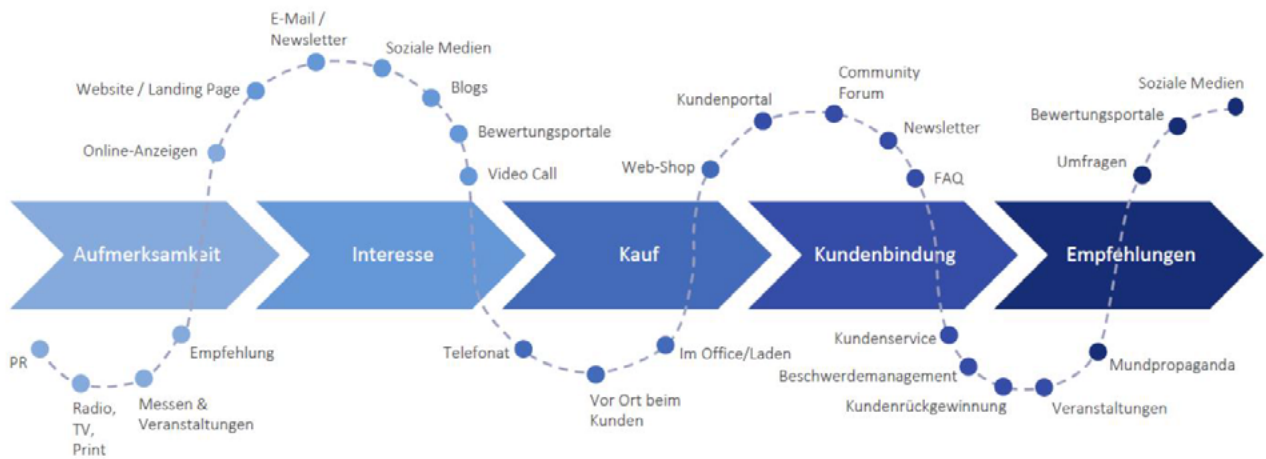 E-Mail /
Newsletter
Soziale Medien
Website / Landing Page
Blogs
Bewertungsportale
Online-Anzeigen
Video Call
Kundenportal
Community
Forum
Newsletter
Web-Shop
FAQ
Soziale Medien
Bewertungsportale
Umfragen
Aufmerksamkeit
Interesse
Kauf
Kundenbindung
Empfehlungen
PR
Radio,
TV,
Print
Messen &
Veranstaltungen
Empfehlung
Telefonat
Vor Ort beim
Kunden
Im Office/Laden
Kundenservice
Beschwerdemanagement
Kundenrückgewinnung
Veranstaltungen
Mundpropaganda